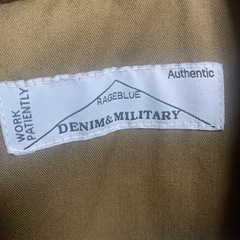 WORK
PATIENTLY
Authentic
RAGEBLUE
DENIM&MILITARY